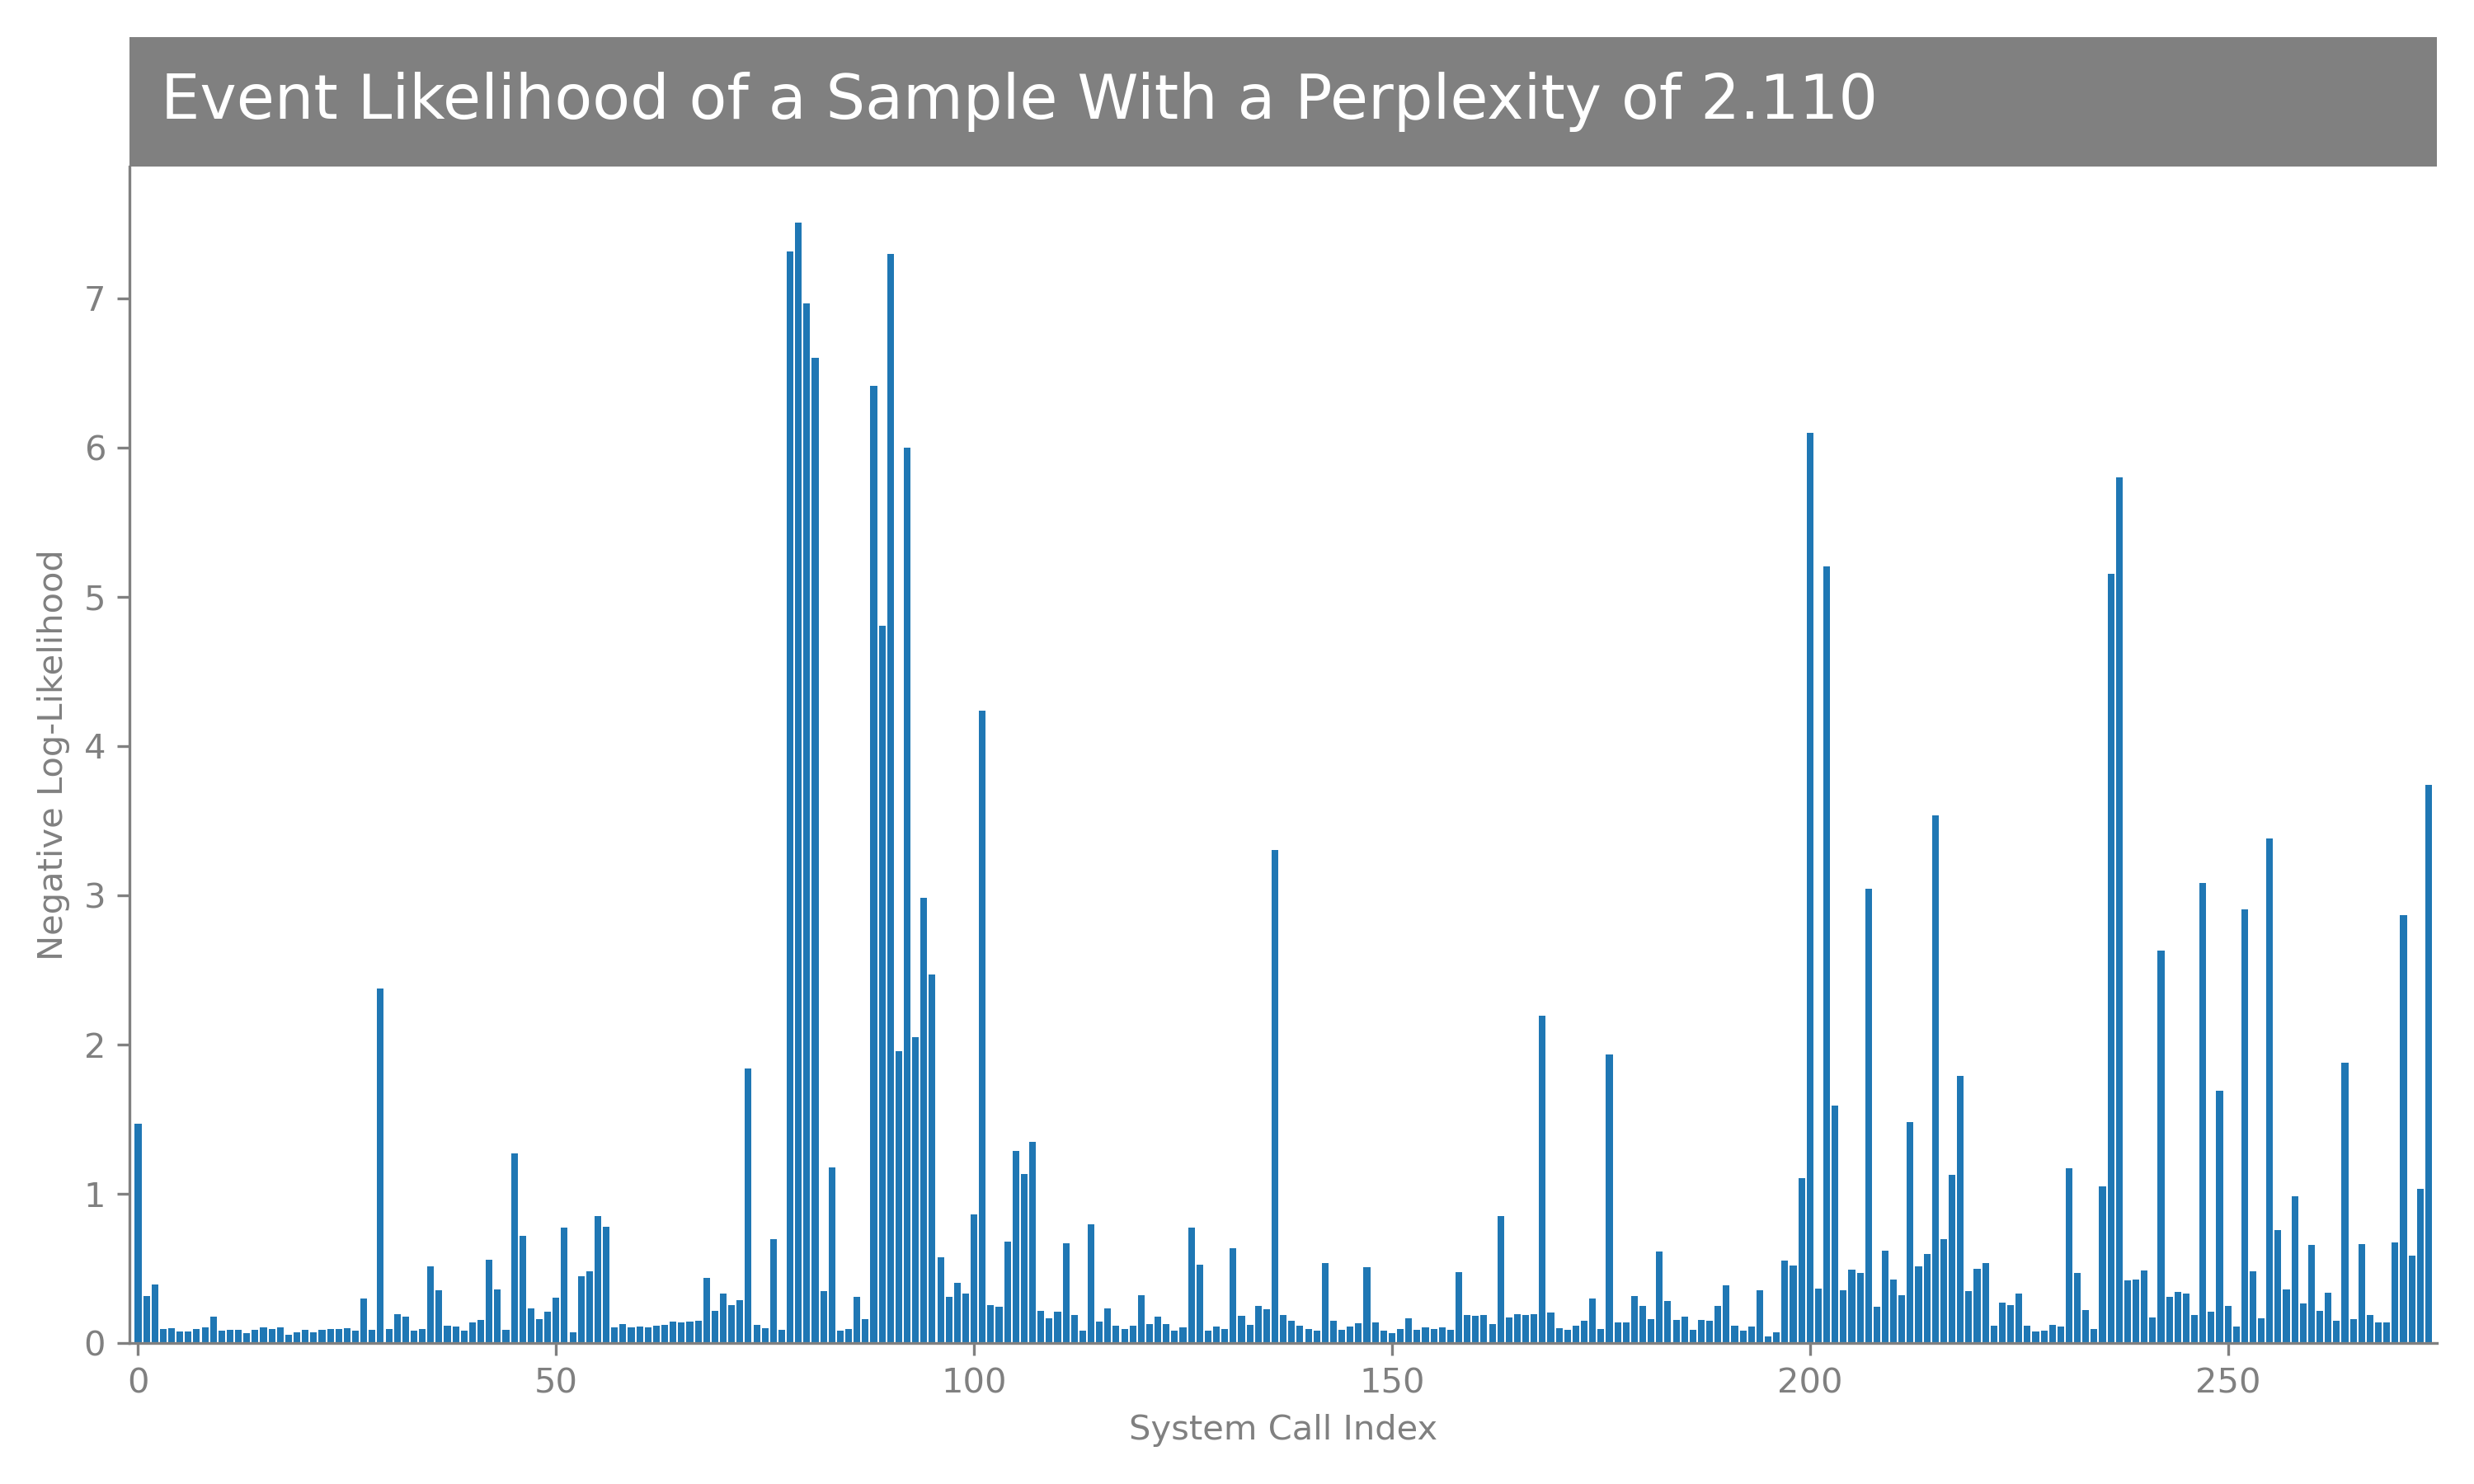 Event Likelihood of a Sample With a Perplexity of 2.110
7
6
5
4
3
2
1
0
Negative Log-Likelihood
0 50 100 150 200 250
System Call Index